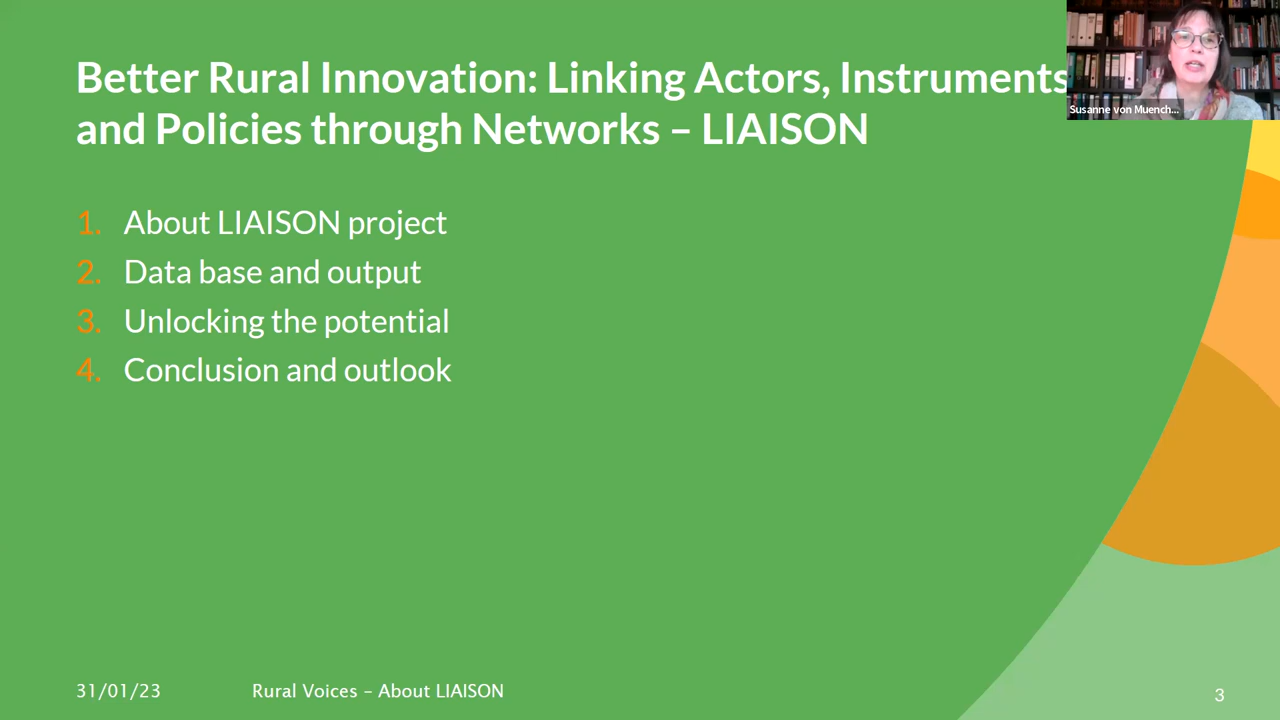 Better Rural Innovation: Linking Actors, Instruments
and Policies through Networks – LIAISON
Susanne von Muench...
1. About LIAISON project
2. Data base and output
3. Unlocking the potential
4. Conclusion and outlook
31/01/23 Rural Voices – About LIAISON 3